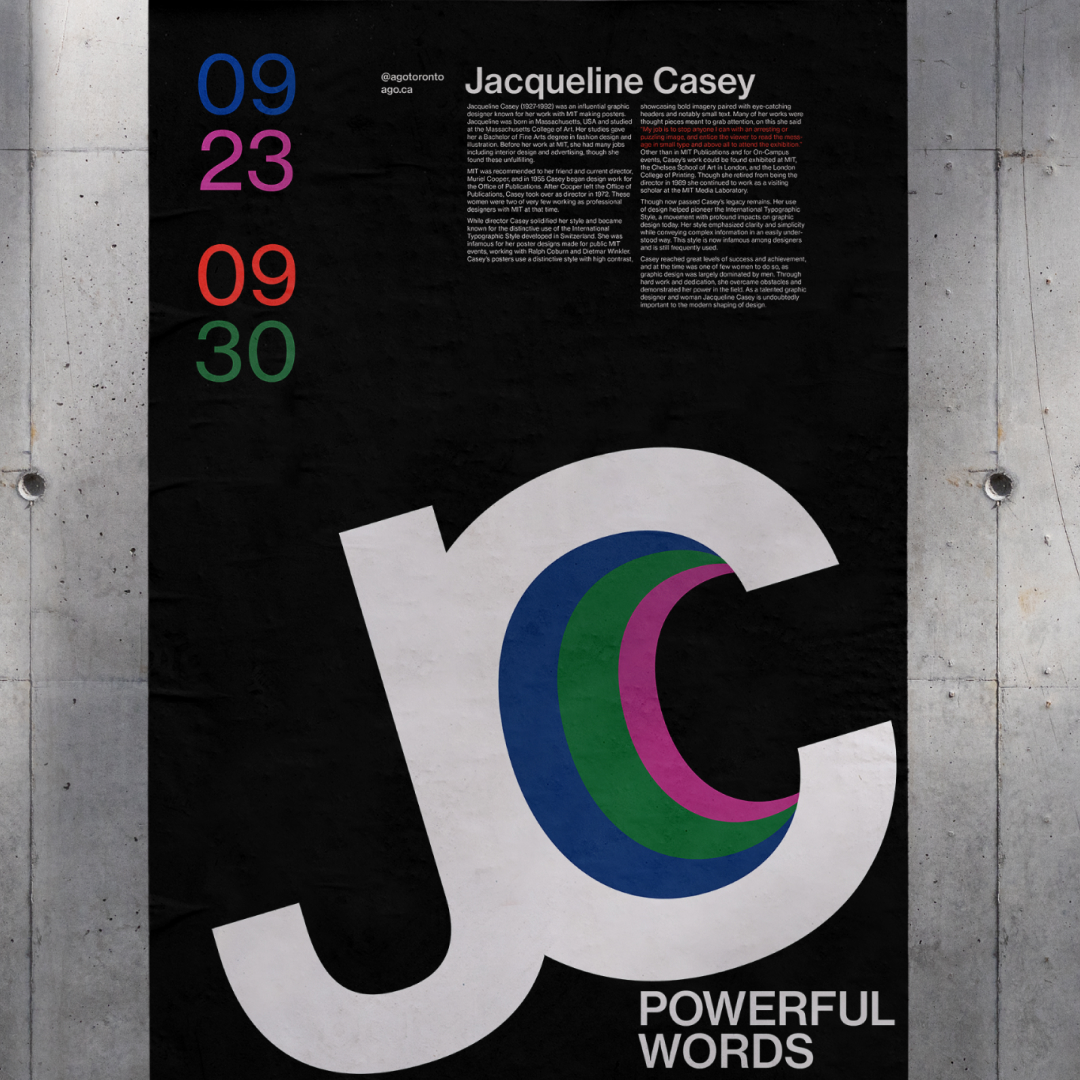 09
23
09
30
@agotoronto
ago.ca
Jacqueline Casey
Jacqueline Casey (1927-1992) was an influential graphic
designer known for her work with MIT making posters.
Jacqueline was born in Massachusetts, USA and studied
at the Massachusetts College of Art. Her studies gave
her a Bachelor of Fine Arts degree in fashion design and
illustration. Before her work at MIT, she had many jobs
including interior design and advertising, though she
found these unfulfilling.
MIT was recommended to her friend and current director,
Muriel Cooper, and in 1955 Casey began design work for
the Office of Publications. After Cooper left the Office of
Publications, Casey took over as director in 1972. These
women were two of very few working as professional
designers with MIT at that time.
While director Casey solidified her style and became
known for the distinctive use of the International
Typographic Style developed in Switzerland. She was
infamous for her poster designs made for public MIT
events, working with Ralph Coburn and Dietmar Winkler.
Casey's posters use a distinctive style with high contrast,
showcasing bold imagery paired with eye-catching
headers and notably small text. Many of her works were
thought pieces meant to grab attention, on this she said
"My job is to stop anyone I can with an arresting or
puzzling image, and entice the viewer to read the mess-
age in small type and above all to attend the exhibition."
Other than in MIT Publications and for On-Campus
events, Casey's work could be found exhibited at MIT,
the Chelsea School of Art in London, and the London
College of Printing. Though she retired from being the
director in 1989 she continued to work as a visiting
scholar at the MIT Media Laboratory.
Though now passed Casey's legacy remains. Her use
of design helped pioneer the International Typographic
Style, a movement with profound impacts on graphic
design today. Her style emphasized clarity and simplicity
while conveying complex information in an easily under-
stood way. This style is now infamous among designers
and is still frequently used.
Casey reached great levels of success and achievement,
and at the time was one of few women to do so, as
graphic design was largely dominated by men. Through
hard work and dedication, she overcame obstacles and
demonstrated her power in the field. As a talented graphic
designer and woman Jacqueline Casey is undoubtedly
important to the modern shaping of design.
JC
POWERFUL
WORDS